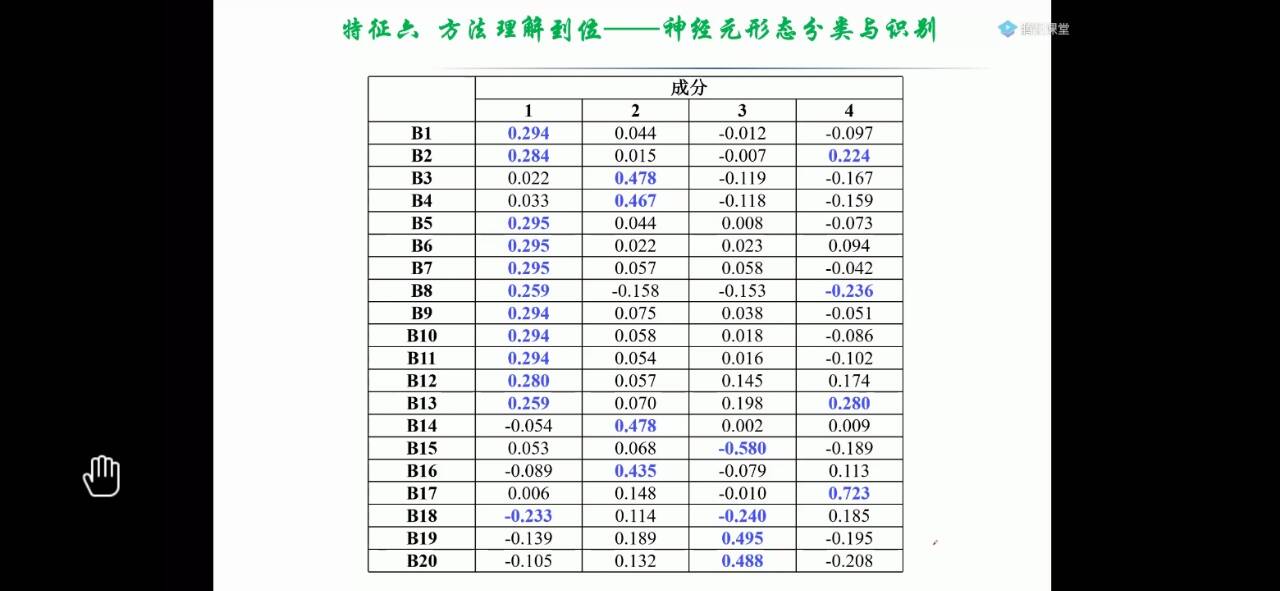 特征六 方法理解到位——神经元形态分类与识别
腾讯课堂
成分
1 2 3 4
B1 0.294 0.044 -0.012 -0.097
B2 0.284 0.015 -0.007 0.224
B3 0.022 0.478 -0.119 -0.167
B4 0.033 0.467 -0.118 -0.159
B5 0.295 0.044 0.008 -0.073
B6 0.295 0.022 0.023 0.094
B7 0.295 0.057 0.058 -0.042
B8 0.259 -0.158 -0.153 -0.236
B9 0.294 0.075 0.038 -0.051
B10 0.294 0.058 0.018 -0.086
B11 0.294 0.054 0.016 -0.102
B12 0.280 0.057 0.145 0.174
B13 0.259 0.070 0.198 0.280
B14 -0.054 0.478 0.002 0.009
B15 0.053 0.068 -0.580 -0.189
B16 -0.089 0.435 -0.079 0.113
B17 0.006 0.148 -0.010 0.723
B18 -0.233 0.114 -0.240 0.185
B19 -0.139 0.189 0.495 -0.195
B20 -0.105 0.132 0.488 -0.208